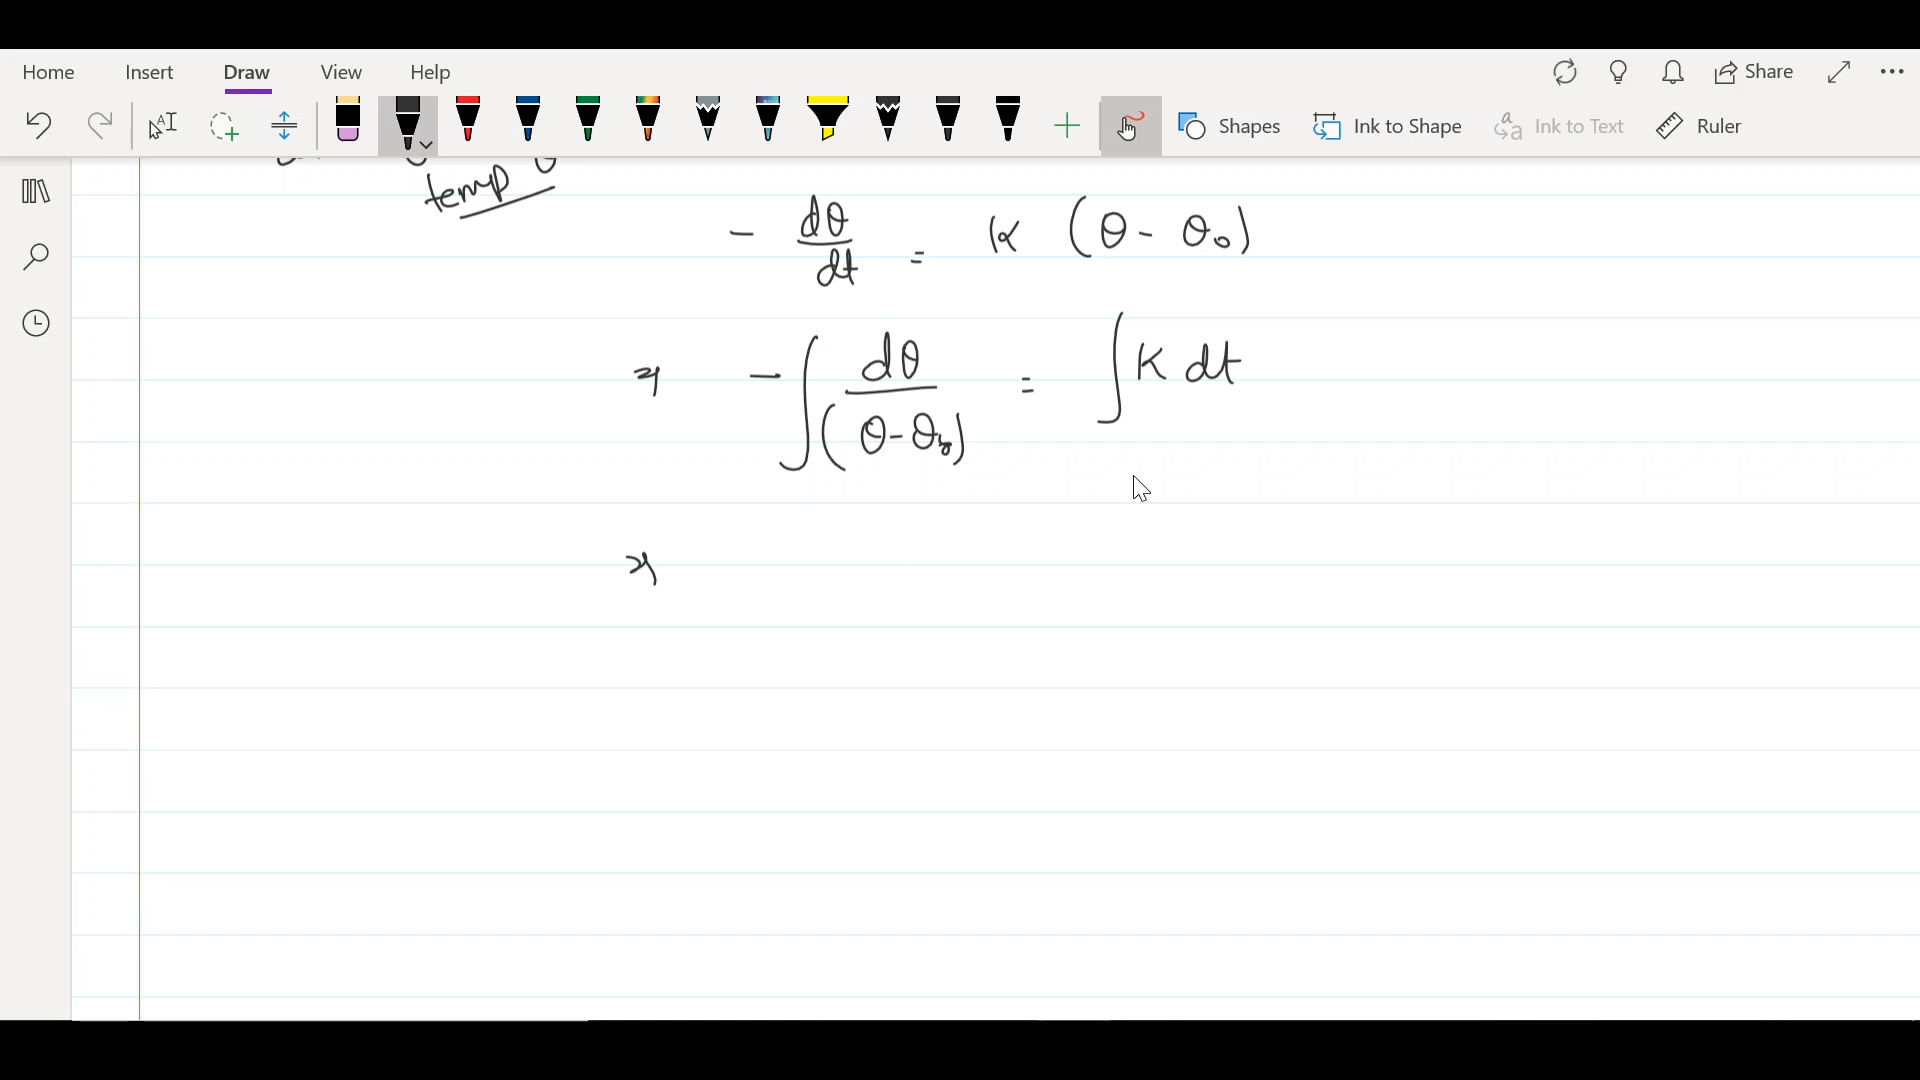 Home Insert Draw View Help Share
Shapes Ink to Shape Ink to Text Ruler
temp θ
- dθ/dt = K (θ - θ₀)
⇒ -∫ dθ/(θ - θ₀) = ∫ K dt
⇒